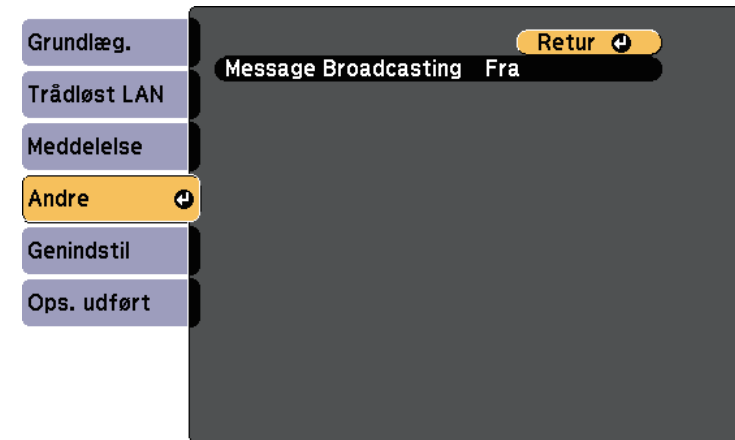 Grundlæg.
Trådløst LAN
Meddelelse
Andre
Genindstil
Ops. udført
Retur
Message Broadcasting Fra